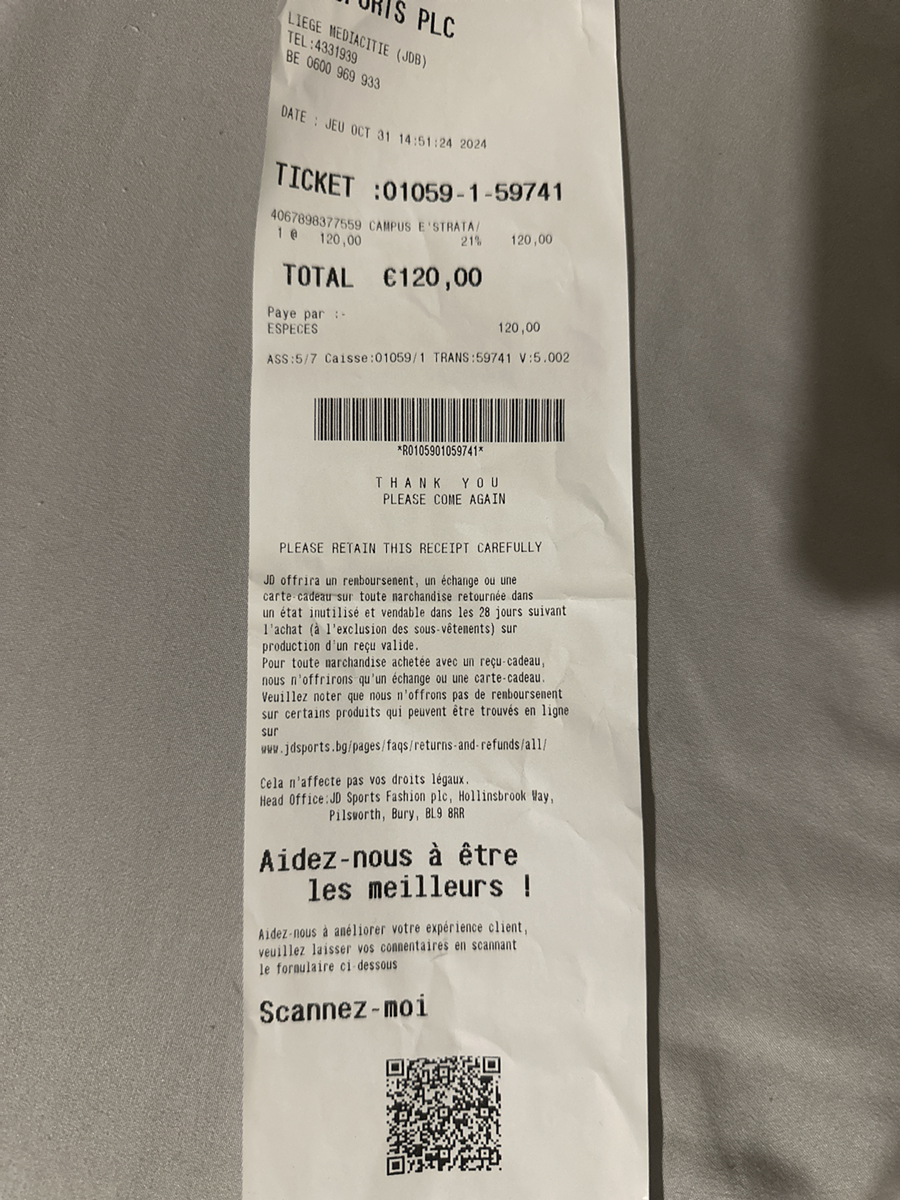 PORTS PLC
LIEGE MEDIACITIE (JDB)
TEL:4331939
BE 0600 969 933
DATE : JEU OCT 31 14:51:24 2024
TICKET :01059-1-59741
4067898377559 CAMPUS E'STRATA/
1 @ 120,00 21% 120,00
TOTAL €120,00
Paye par :-
ESPECES 120,00
ASS:5/7 Caisse:01059/1 TRANS:59741 V:5.002
*R0105901059741*
THANK YOU
PLEASE COME AGAIN
PLEASE RETAIN THIS RECEIPT CAREFULLY
JD offrira un remboursement, un échange ou une
carte-cadeau sur toute marchandise retournée dans
un état inutilisé et vendable dans les 28 jours suivant
l'achat (à l'exclusion des sous-vêtements) sur
production d'un reçu valide.
Pour toute marchandise achetée avec un reçu-cadeau,
nous n'offrirons qu'un échange ou une carte-cadeau.
Veuillez noter que nous n'offrons pas de remboursement
sur certains produits qui peuvent être trouvés en ligne
sur
www.jdsports.bg/pages/faqs/returns-and-refunds/all/
Cela n'affecte pas vos droits légaux.
Head Office:JD Sports Fashion plc, Hollinsbrook Way,
Pilsworth, Bury, BL9 8RR
Aidez-nous à être
les meilleurs !
Aidez-nous à améliorer votre expérience client,
veuillez laisser vos commentaires en scannant
le formulaire ci-dessous
Scannez-moi